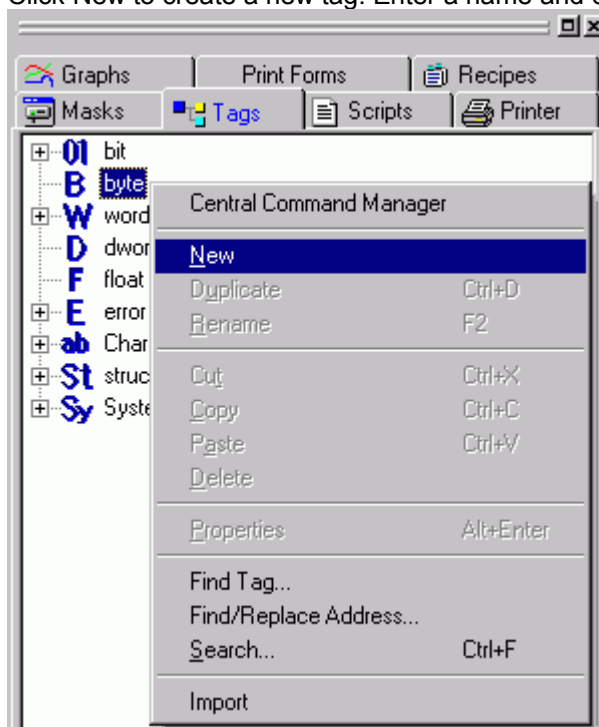 Click New to create a new tag. Enter a name and
Graphs Print Forms Recipes
Masks Tags Scripts Printer
01 bit
B byte
Central Command Manager
W word
D dwor
New
F float
Duplicate Ctrl+D
E error
Rename F2
ab Char
St struc
Cut Ctrl+X
Sy Syste
Copy Ctrl+C
Paste Ctrl+V
Delete
Properties Alt+Enter
Find Tag...
Find/Replace Address...
Search... Ctrl+F
Import